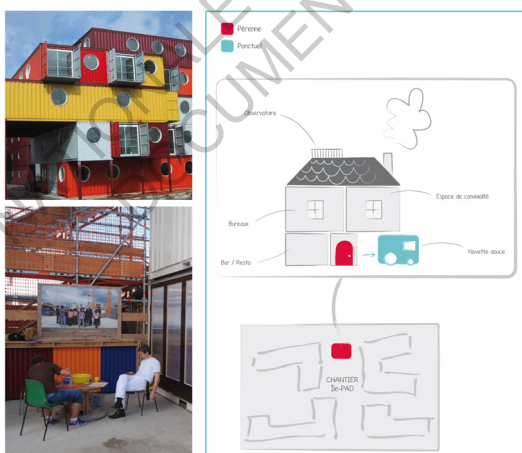 Pérenne
Ponctuel
Observatoire
Espace de convivialité
Bureaux
Bar / Resto
Navette douce
CHANTIER
Île-PAD